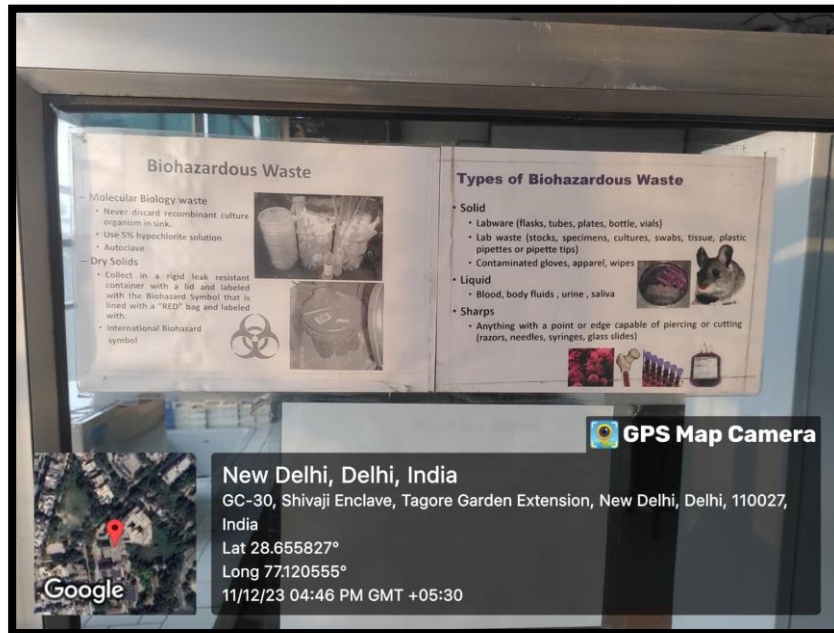 Biohazardous Waste
– Molecular Biology waste
• Never discard recombinant culture
organism in sink.
• Use 5% hypochlorite solution
• Autoclave
– Dry Solids
• Collect in a rigid leak resistant
container with a lid and labeled
with the Biohazard Symbol that is
lined with a "RED" bag and labeled
with:
• International Biohazard
symbol
Types of Biohazardous Waste
• Solid
• Labware (flasks, tubes, plates, bottle, vials)
• Lab waste (stocks, specimens, cultures, swabs, tissue, plastic
pipettes or pipette tips)
• Contaminated gloves, apparel, wipes
• Liquid
• Blood, body fluids , urine , saliva
• Sharps
• Anything with a point or edge capable of piercing or cutting
(razors, needles, syringes, glass slides)
GPS Map Camera
Google
New Delhi, Delhi, India
GC-30, Shivaji Enclave, Tagore Garden Extension, New Delhi, Delhi, 110027,
India
Lat 28.655827°
Long 77.120555°
11/12/23 04:46 PM GMT +05:30